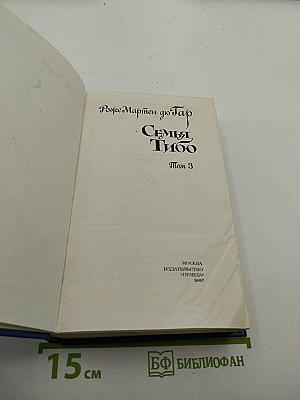 Роже Мартен дю Гар
Семья
Тибо
Том 3
МОСКВА
ИЗДАТЕЛЬСТВО
«ПРАВДА»
1987
15 см
БФ БИБЛИОФАН